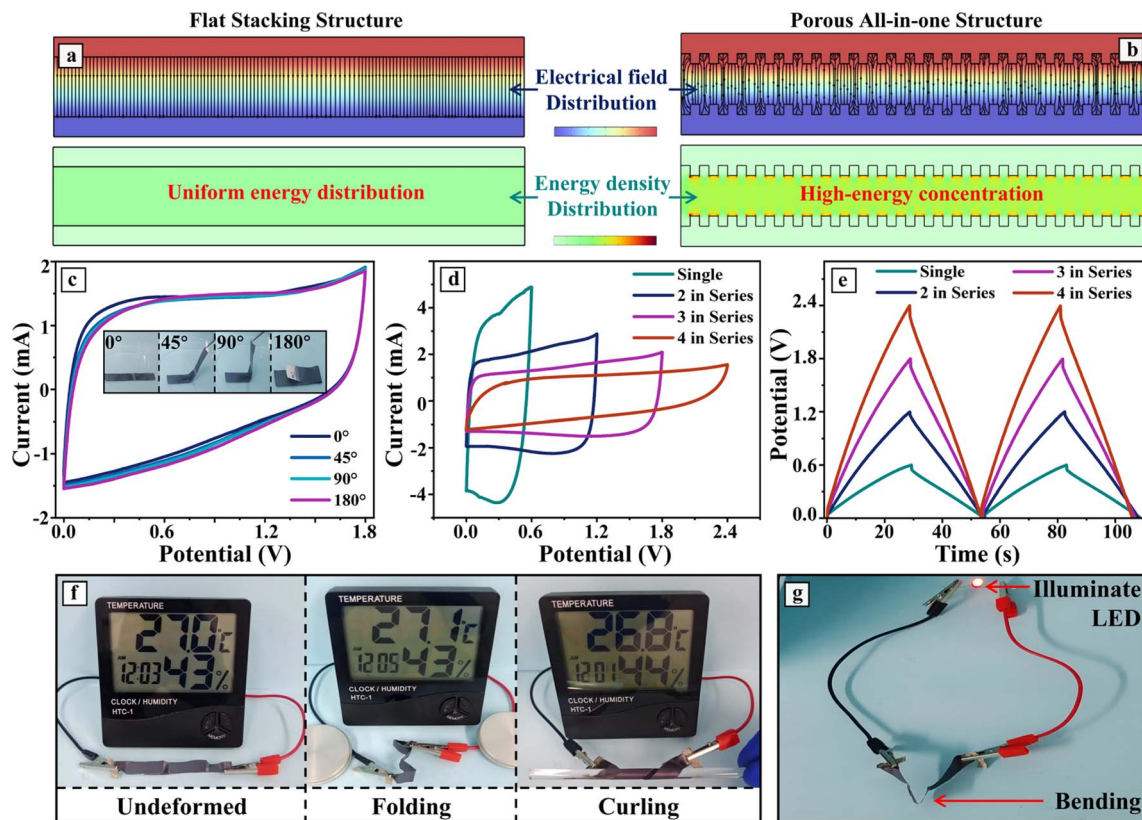 Flat Stacking Structure
Porous All-in-one Structure
a
b
Electrical field
Distribution
Uniform energy distribution
Energy density
Distribution
High-energy concentration
c
2
1
0
-1
-2
Current (mA)
0°
45°
90°
180°
0°
45°
90°
180°
0.0
0.6
1.2
1.8
Potential (V)
d
Single
2 in Series
3 in Series
4 in Series
4
2
0
-2
-4
Current (mA)
0.0
0.6
1.2
1.8
2.4
Potential (V)
e
Single
2 in Series
3 in Series
4 in Series
2.4
1.8
1.2
0.6
0.0
Potential (V)
0
20
40
60
80
100
Time (s)
f
TEMPERATURE
27.0°C
AM
12:03 43%
CLOCK / HUMIDITY
HTC-1
MEMORY
Undeformed
TEMPERATURE
27.1°C
AM
12:05 43%
CLOCK / HUMIDITY
HTC-1
MEMORY
Folding
TEMPERATURE
26.8°C
AM
12:01 44%
CLOCK / HUMIDITY
HTC-1
MEMORY
Curling
g
Illuminate
LED
Bending